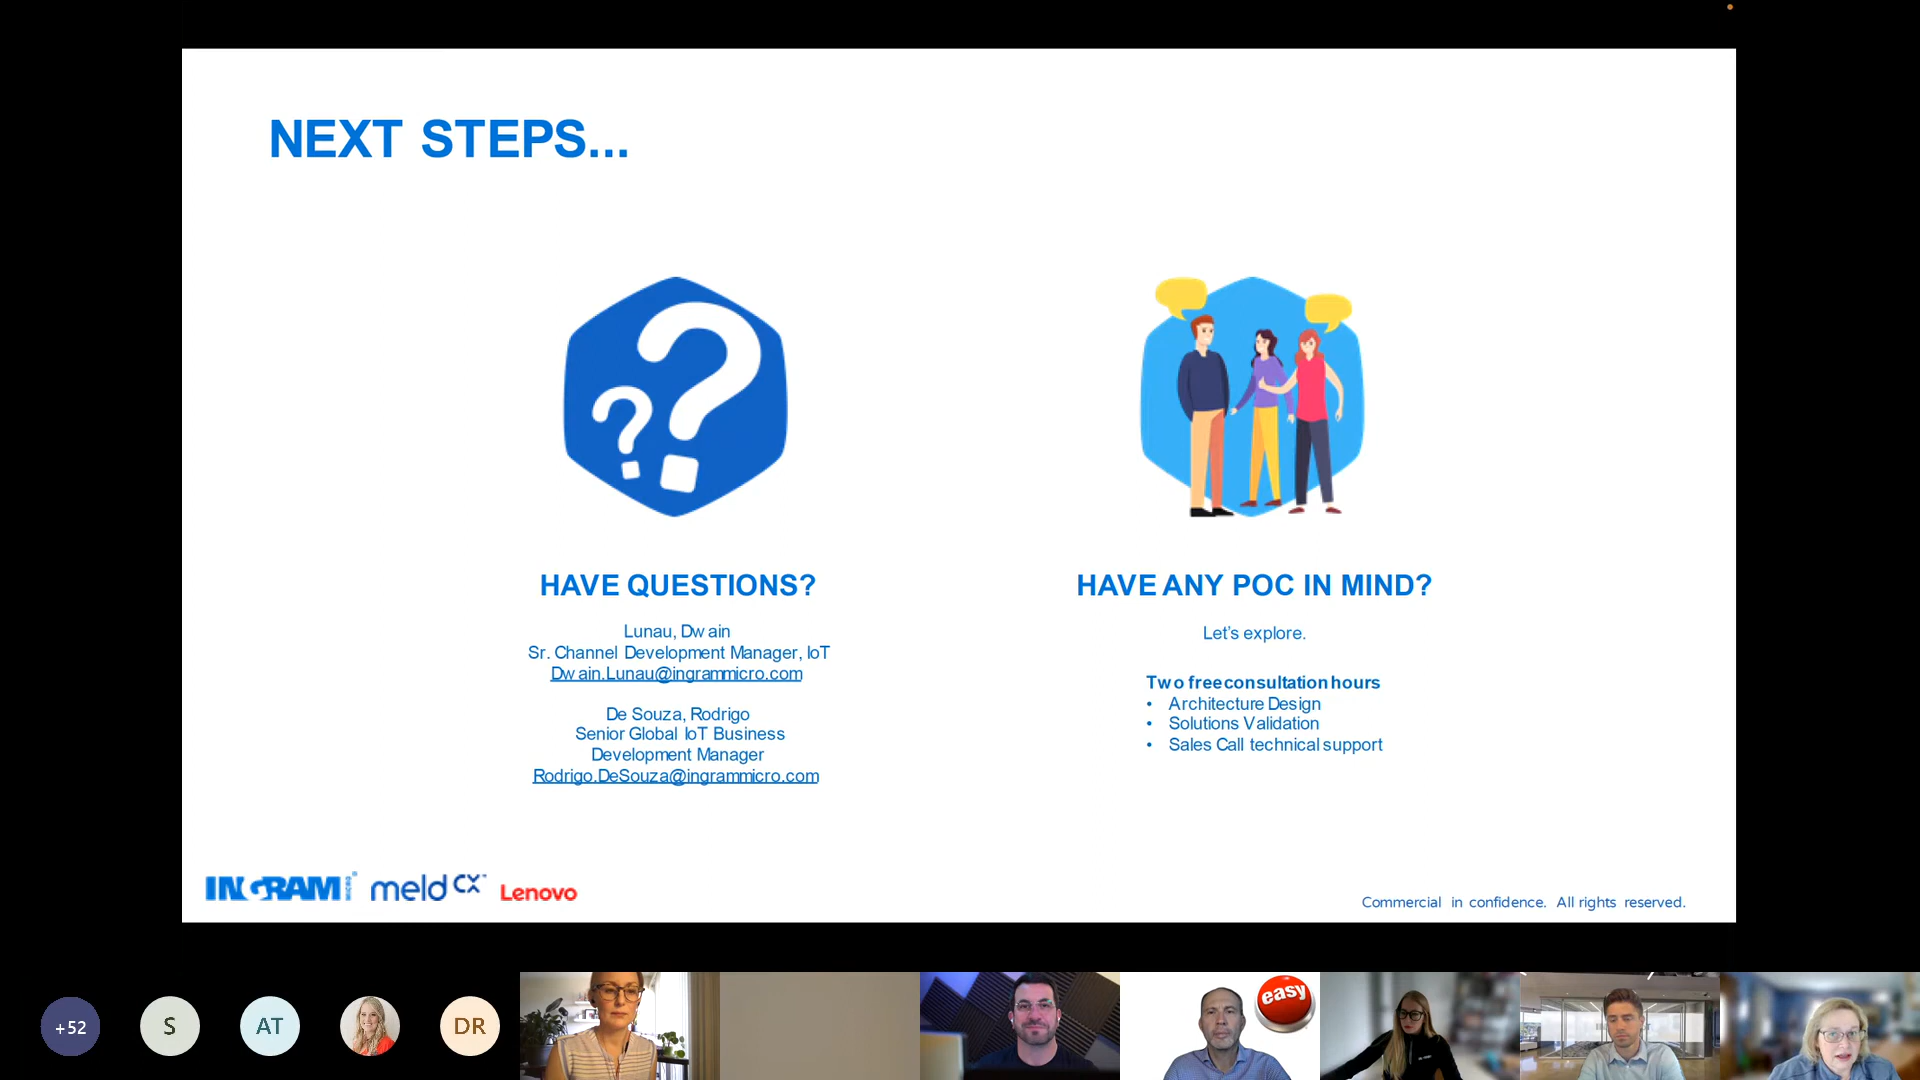 NEXT STEPS...
HAVE QUESTIONS?
Lunau, Dwain
Sr. Channel Development Manager, IoT
Dwain.Lunau@ingrammicro.com
De Souza, Rodrigo
Senior Global IoT Business
Development Manager
Rodrigo.DeSouza@ingrammicro.com
HAVE ANY POC IN MIND?
Let's explore.
Two free consultation hours
• Architecture Design
• Solutions Validation
• Sales Call technical support
INGRAM MICRO meld CX™ Lenovo
Commercial in confidence. All rights reserved.
+52
S
AT
DR
easy